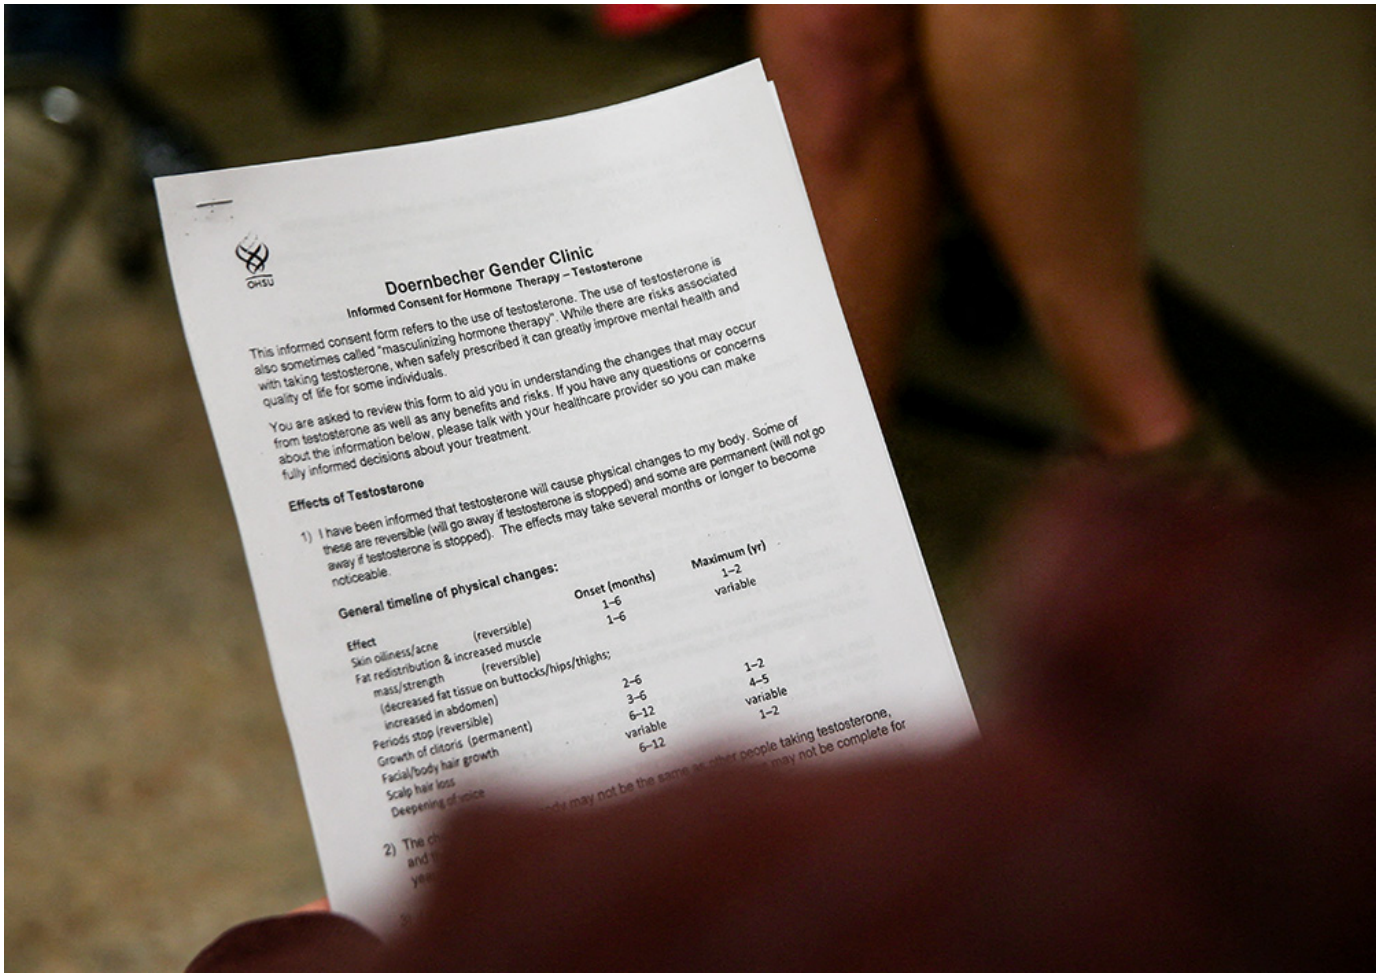 OHSU
Doernbecher Gender Clinic
Informed Consent for Hormone Therapy – Testosterone
This informed consent form refers to the use of testosterone. The use of testosterone is
also sometimes called "masculinizing hormone therapy". While there are risks associated
with taking testosterone, when safely prescribed it can greatly improve mental health and
quality of life for some individuals.
You are asked to review this form to aid you in understanding the changes that may occur
from testosterone as well as any benefits and risks. If you have any questions or concerns
about the information below, please talk with your healthcare provider so you can make
fully informed decisions about your treatment.
Effects of Testosterone
1) I have been informed that testosterone will cause physical changes to my body. Some of
these are reversible (will go away if testosterone is stopped) and some are permanent (will not go
away if testosterone is stopped). The effects may take several months or longer to become
noticeable.
General timeline of physical changes:
Effect Onset (months) Maximum (yr)
Skin oiliness/acne (reversible) 1–6 1–2
Fat redistribution & increased muscle 1–6 variable
mass/strength (reversible)
(decreased fat tissue on buttocks/hips/thighs;
increased in abdomen)
Periods stop (reversible) 2–6 1–2
Growth of clitoris (permanent) 3–6 4–5
Facial/body hair growth 6–12 variable
Scalp hair loss variable 1–2
Deepening of voice 6–12
2) The may not be the same as other people taking testosterone,
and may not be complete for